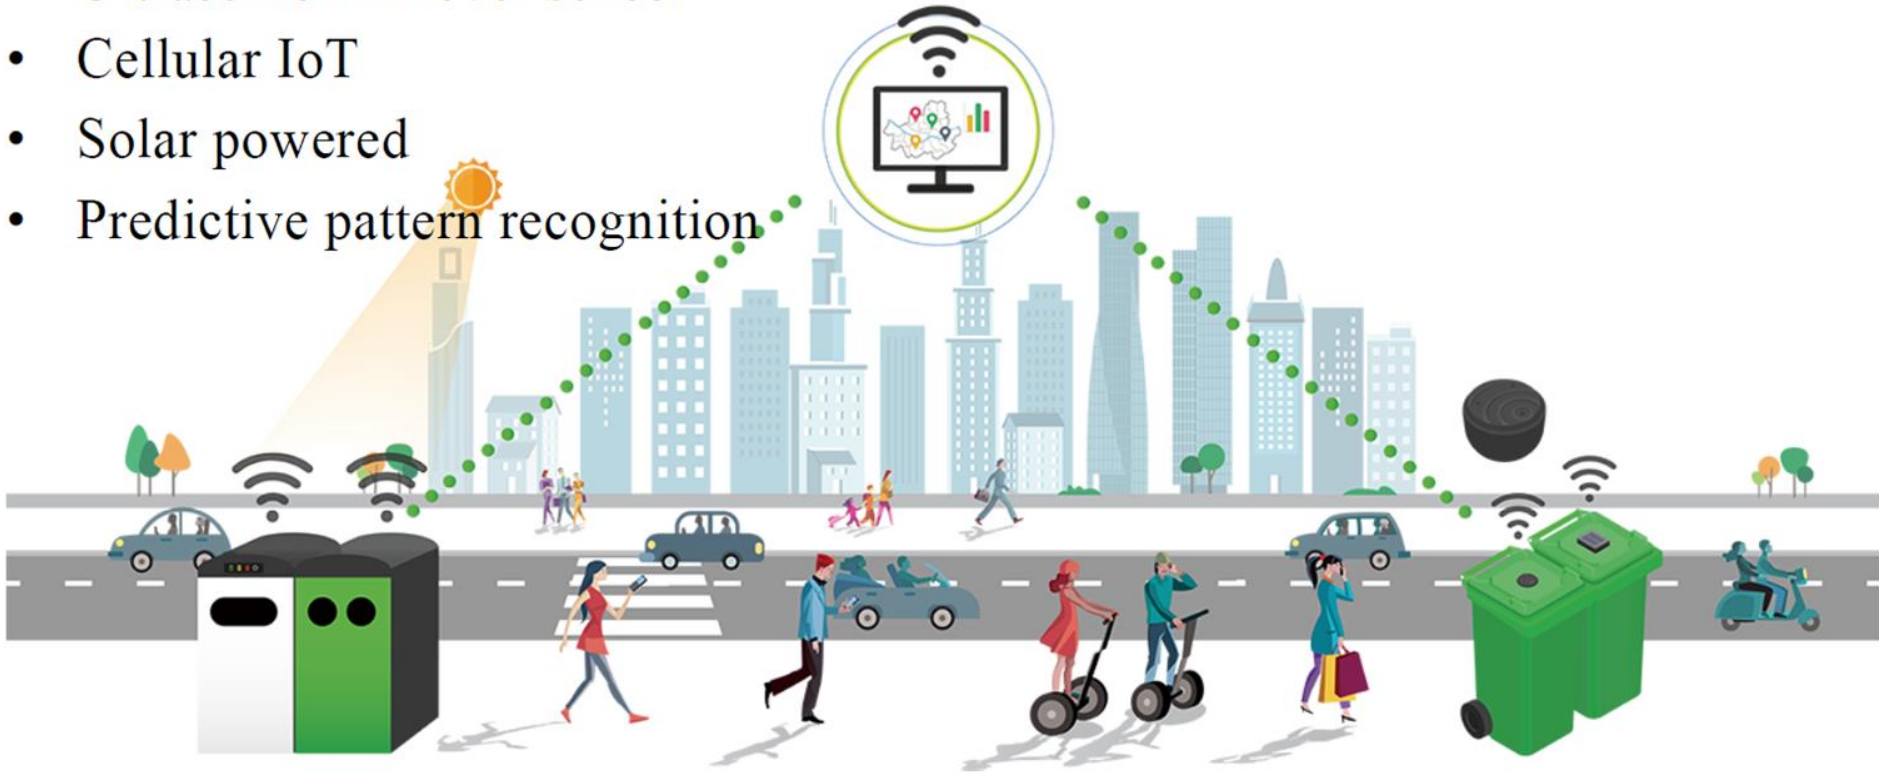 • Cellular IoT
• Solar powered
• Predictive pattern recognition